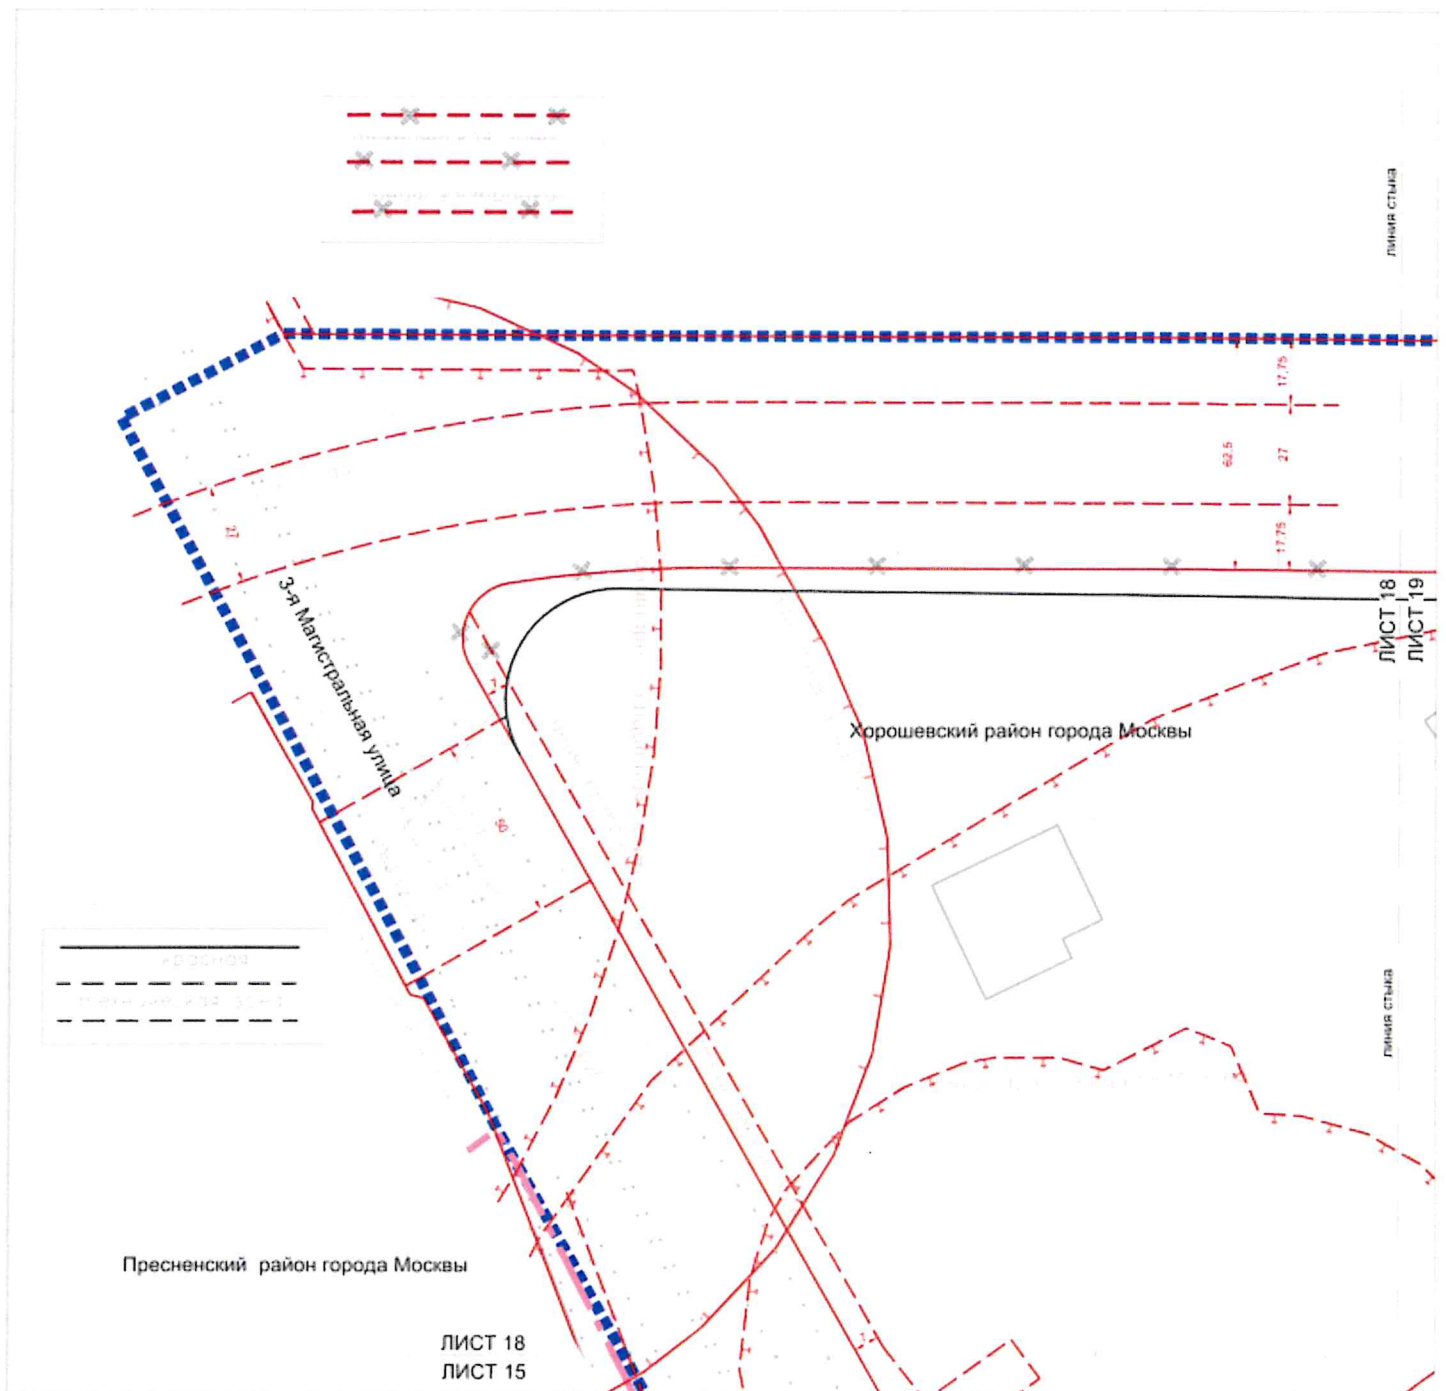 линия стыка
17.75
62.5
27
17.75
27
3-я Магистральная улица
ЛИСТ 18
ЛИСТ 19
Хорошевский район города Москвы
линия стыка
Пресненский район города Москвы
ЛИСТ 18
ЛИСТ 15